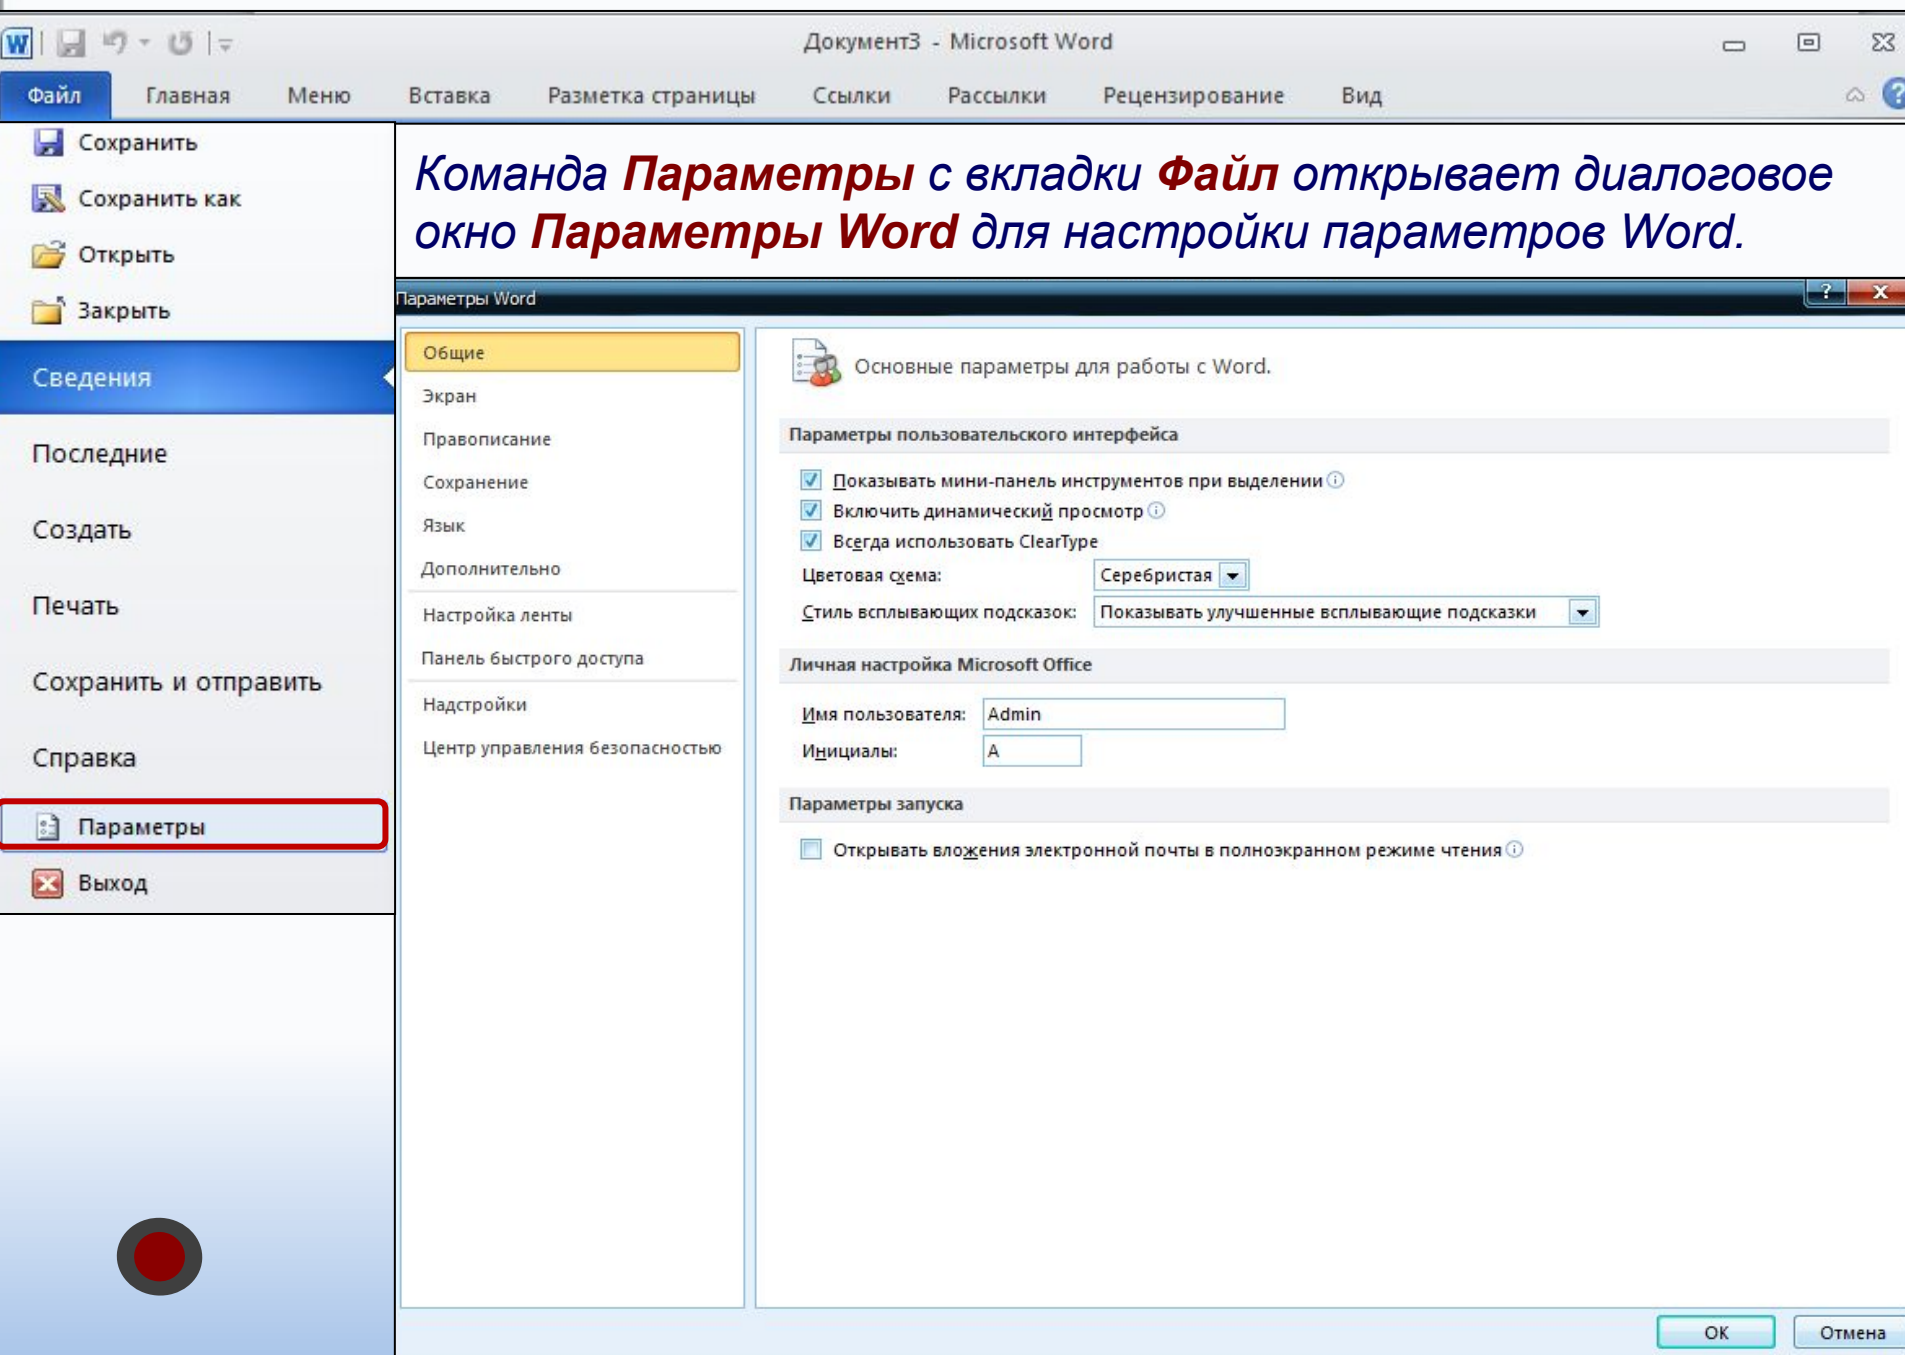 Документ3 - Microsoft Word
Файл Главная Меню Вставка Разметка страницы Ссылки Рассылки Рецензирование Вид
Сохранить
Сохранить как
Открыть
Закрыть
Сведения
Последние
Создать
Печать
Сохранить и отправить
Справка
Параметры
Выход
Команда Параметры с вкладки Файл открывает диалоговое
окно Параметры Word для настройки параметров Word.
Параметры Word
Общие
Экран
Правописание
Сохранение
Язык
Дополнительно
Настройка ленты
Панель быстрого доступа
Надстройки
Центр управления безопасностью
Основные параметры для работы с Word.
Параметры пользовательского интерфейса
Показывать мини-панель инструментов при выделении
Включить динамический просмотр
Всегда использовать ClearType
Цветовая схема: Серебристая
Стиль всплывающих подсказок: Показывать улучшенные всплывающие подсказки
Личная настройка Microsoft Office
Имя пользователя: Admin
Инициалы: A
Параметры запуска
Открывать вложения электронной почты в полноэкранном режиме чтения
ОК Отмена